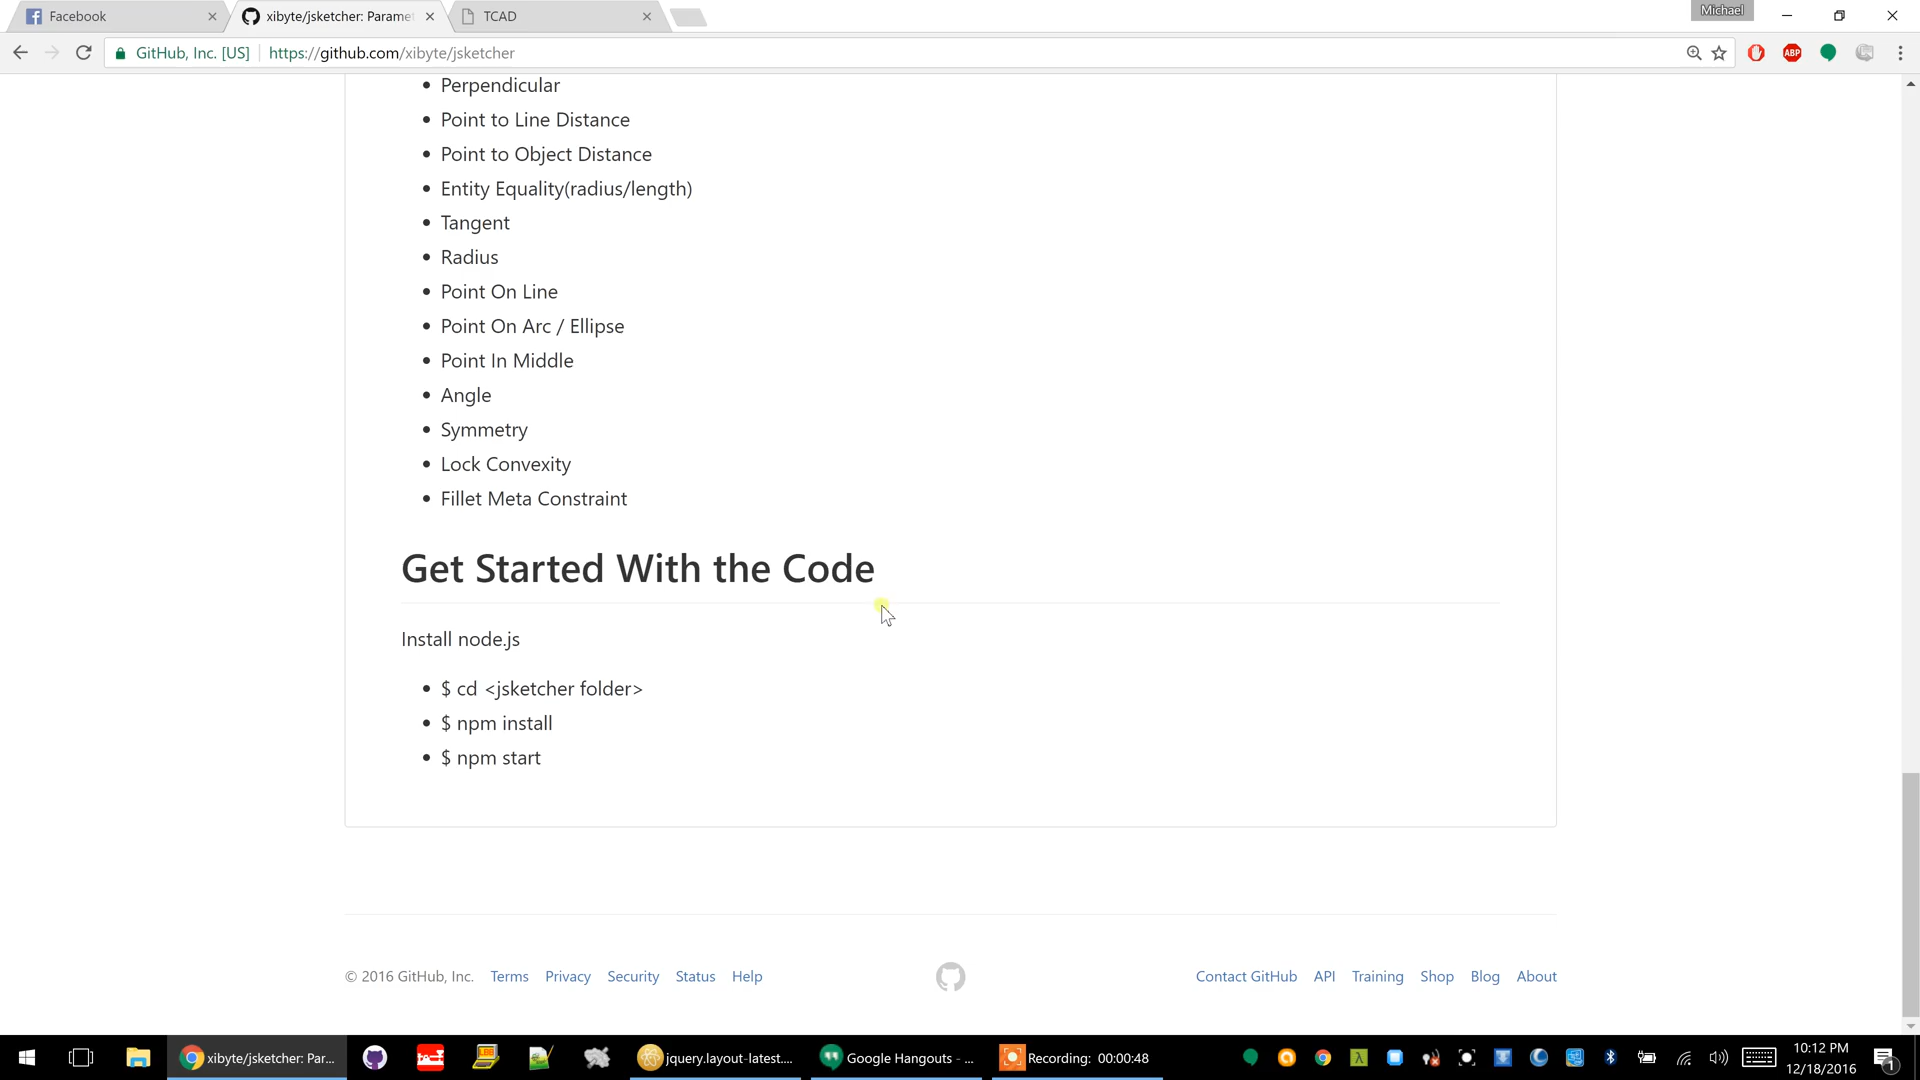 Facebook
xibyte/jsketcher: Paramet
TCAD
Michael
GitHub, Inc. [US]
https://github.com/xibyte/jsketcher
ABP
Perpendicular
Point to Line Distance
Point to Object Distance
Entity Equality(radius/length)
Tangent
Radius
Point On Line
Point On Arc / Ellipse
Point In Middle
Angle
Symmetry
Lock Convexity
Fillet Meta Constraint
Get Started With the Code
Install node.js
$ cd <jsketcher folder>
$ npm install
$ npm start
© 2016 GitHub, Inc. Terms Privacy Security Status Help
Contact GitHub API Training Shop Blog About
xibyte/jsketcher: Par...
jquery.layout-latest....
Google Hangouts - ...
Recording: 00:00:48
10:12 PM
12/18/2016
1